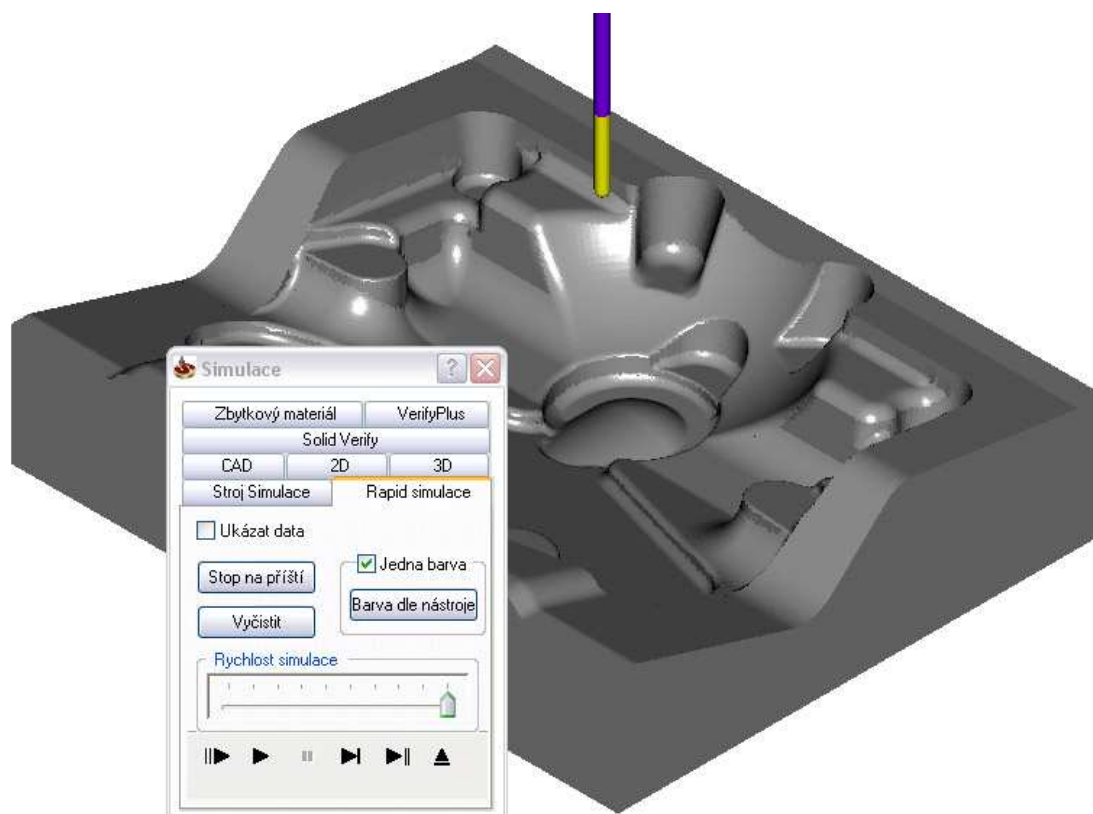 Simulace
Zbytkový materiál VerifyPlus
Solid Verify
CAD 2D 3D
Stroj Simulace Rapid simulace
Ukázat data
Jedna barva
Stop na příští
Barva dle nástroje
Vyčistit
Rychlost simulace